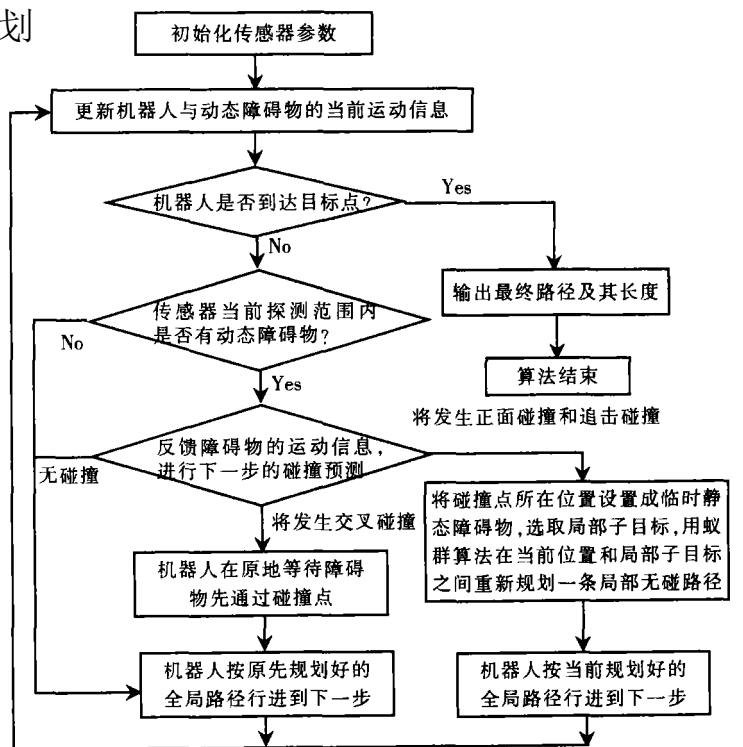 划
初始化传感器参数
更新机器人与动态障碍物的当前运动信息
机器人是否到达目标点?
Yes
No
传感器当前探测范围内
是否有动态障碍物?
No
Yes
输出最终路径及其长度
算法结束
将发生正面碰撞和追击碰撞
反馈障碍物的运动信息,
进行下一步的碰撞预测
无碰撞
将发生交叉碰撞
将碰撞点所在位置设置成临时静
态障碍物,选取局部子目标,用蚁
群算法在当前位置和局部子目标
之间重新规划一条局部无碰路径
机器人在原地等待障碍
物先通过碰撞点
机器人按原先规划好的
全局路径行进到下一步
机器人按当前规划好的
全局路径行进到下一步